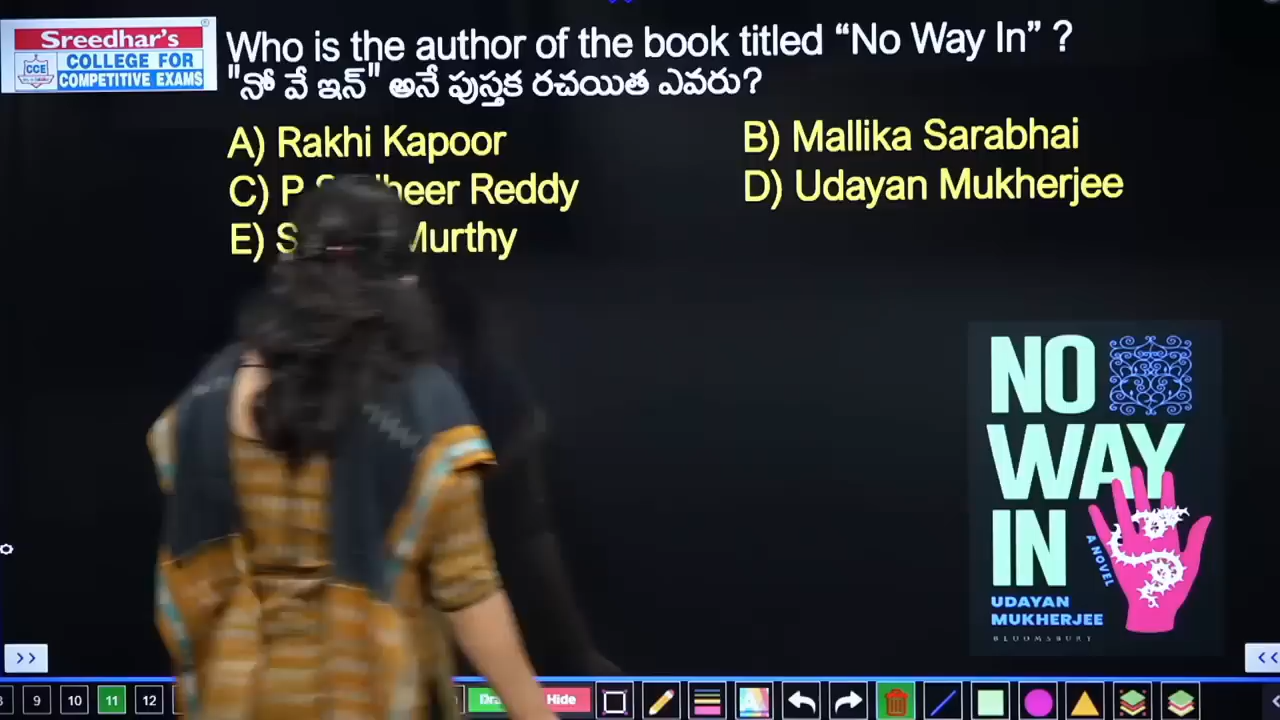 Sreedhar's
CCE
COLLEGE FOR
COMPETITIVE EXAMS
Who is the author of the book titled “No Way In” ?
"నో వే ఇన్" అనే పుస్తక రచయిత ఎవరు?
A) Rakhi Kapoor
B) Mallika Sarabhai
C) P heer Reddy
D) Udayan Mukherjee
E) S Murthy
NO
WAY
IN
A NOVEL
UDAYAN
MUKHERJEE
BLOOMSBURY
>>
<<
9 10 11 12
Hide